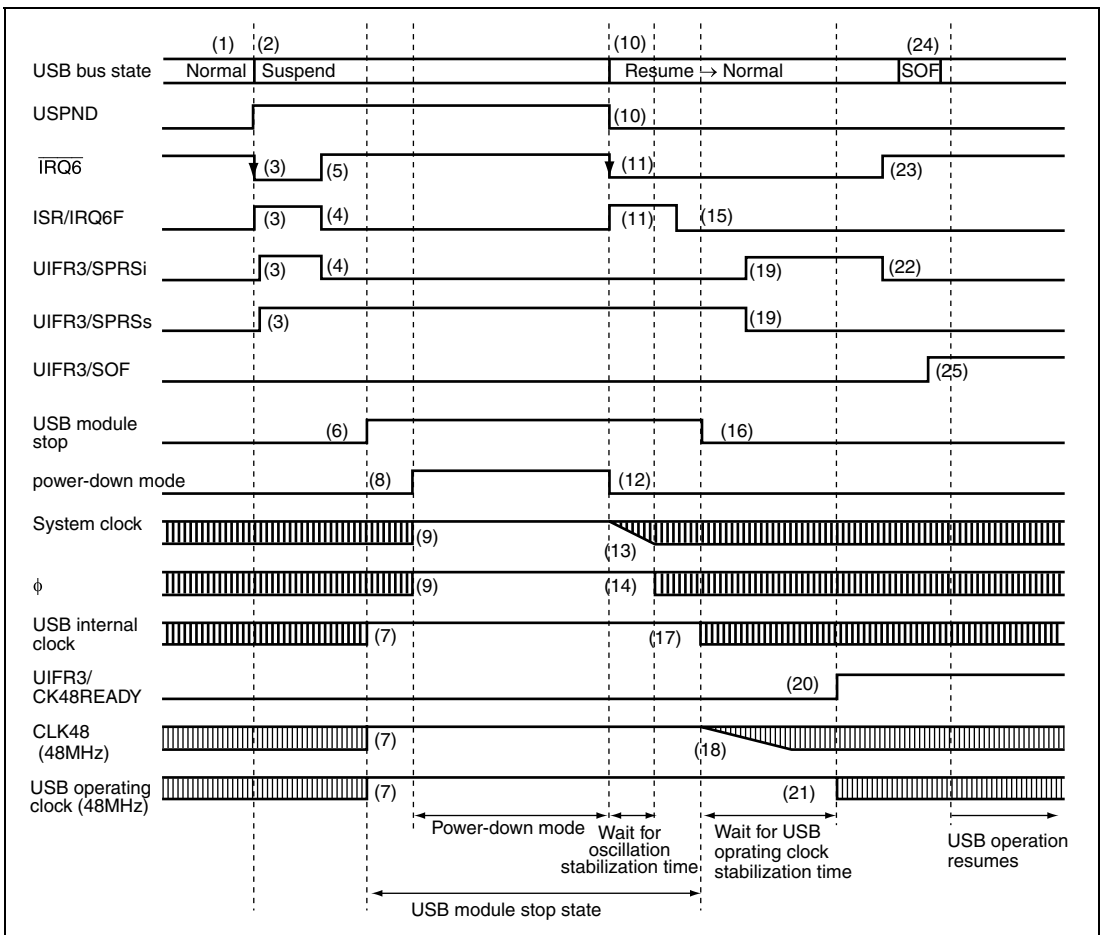 (1) (2) (10) (24)
USB bus state Normal Suspend Resume → Normal SOF
USPND (10)
IRQ6 (3) (5) (11) (23)
ISR/IRQ6F (3) (4) (11) (15)
UIFR3/SPRSi (3) (4) (19) (22)
UIFR3/SPRSs (3) (19)
UIFR3/SOF (25)
USB module
stop (6) (16)
power-down mode (8) (12)
System clock (9) (13)
ϕ (9) (14)
USB internal
clock (7) (17)
UIFR3/
CK48READY (20)
CLK48
(48MHz) (7) (18)
USB operating
clock (48MHz) (7) (21)
Power-down mode
Wait for
oscillation
stabilization time
Wait for USB
oprating clock
stabilization time
USB operation
resumes
USB module stop state